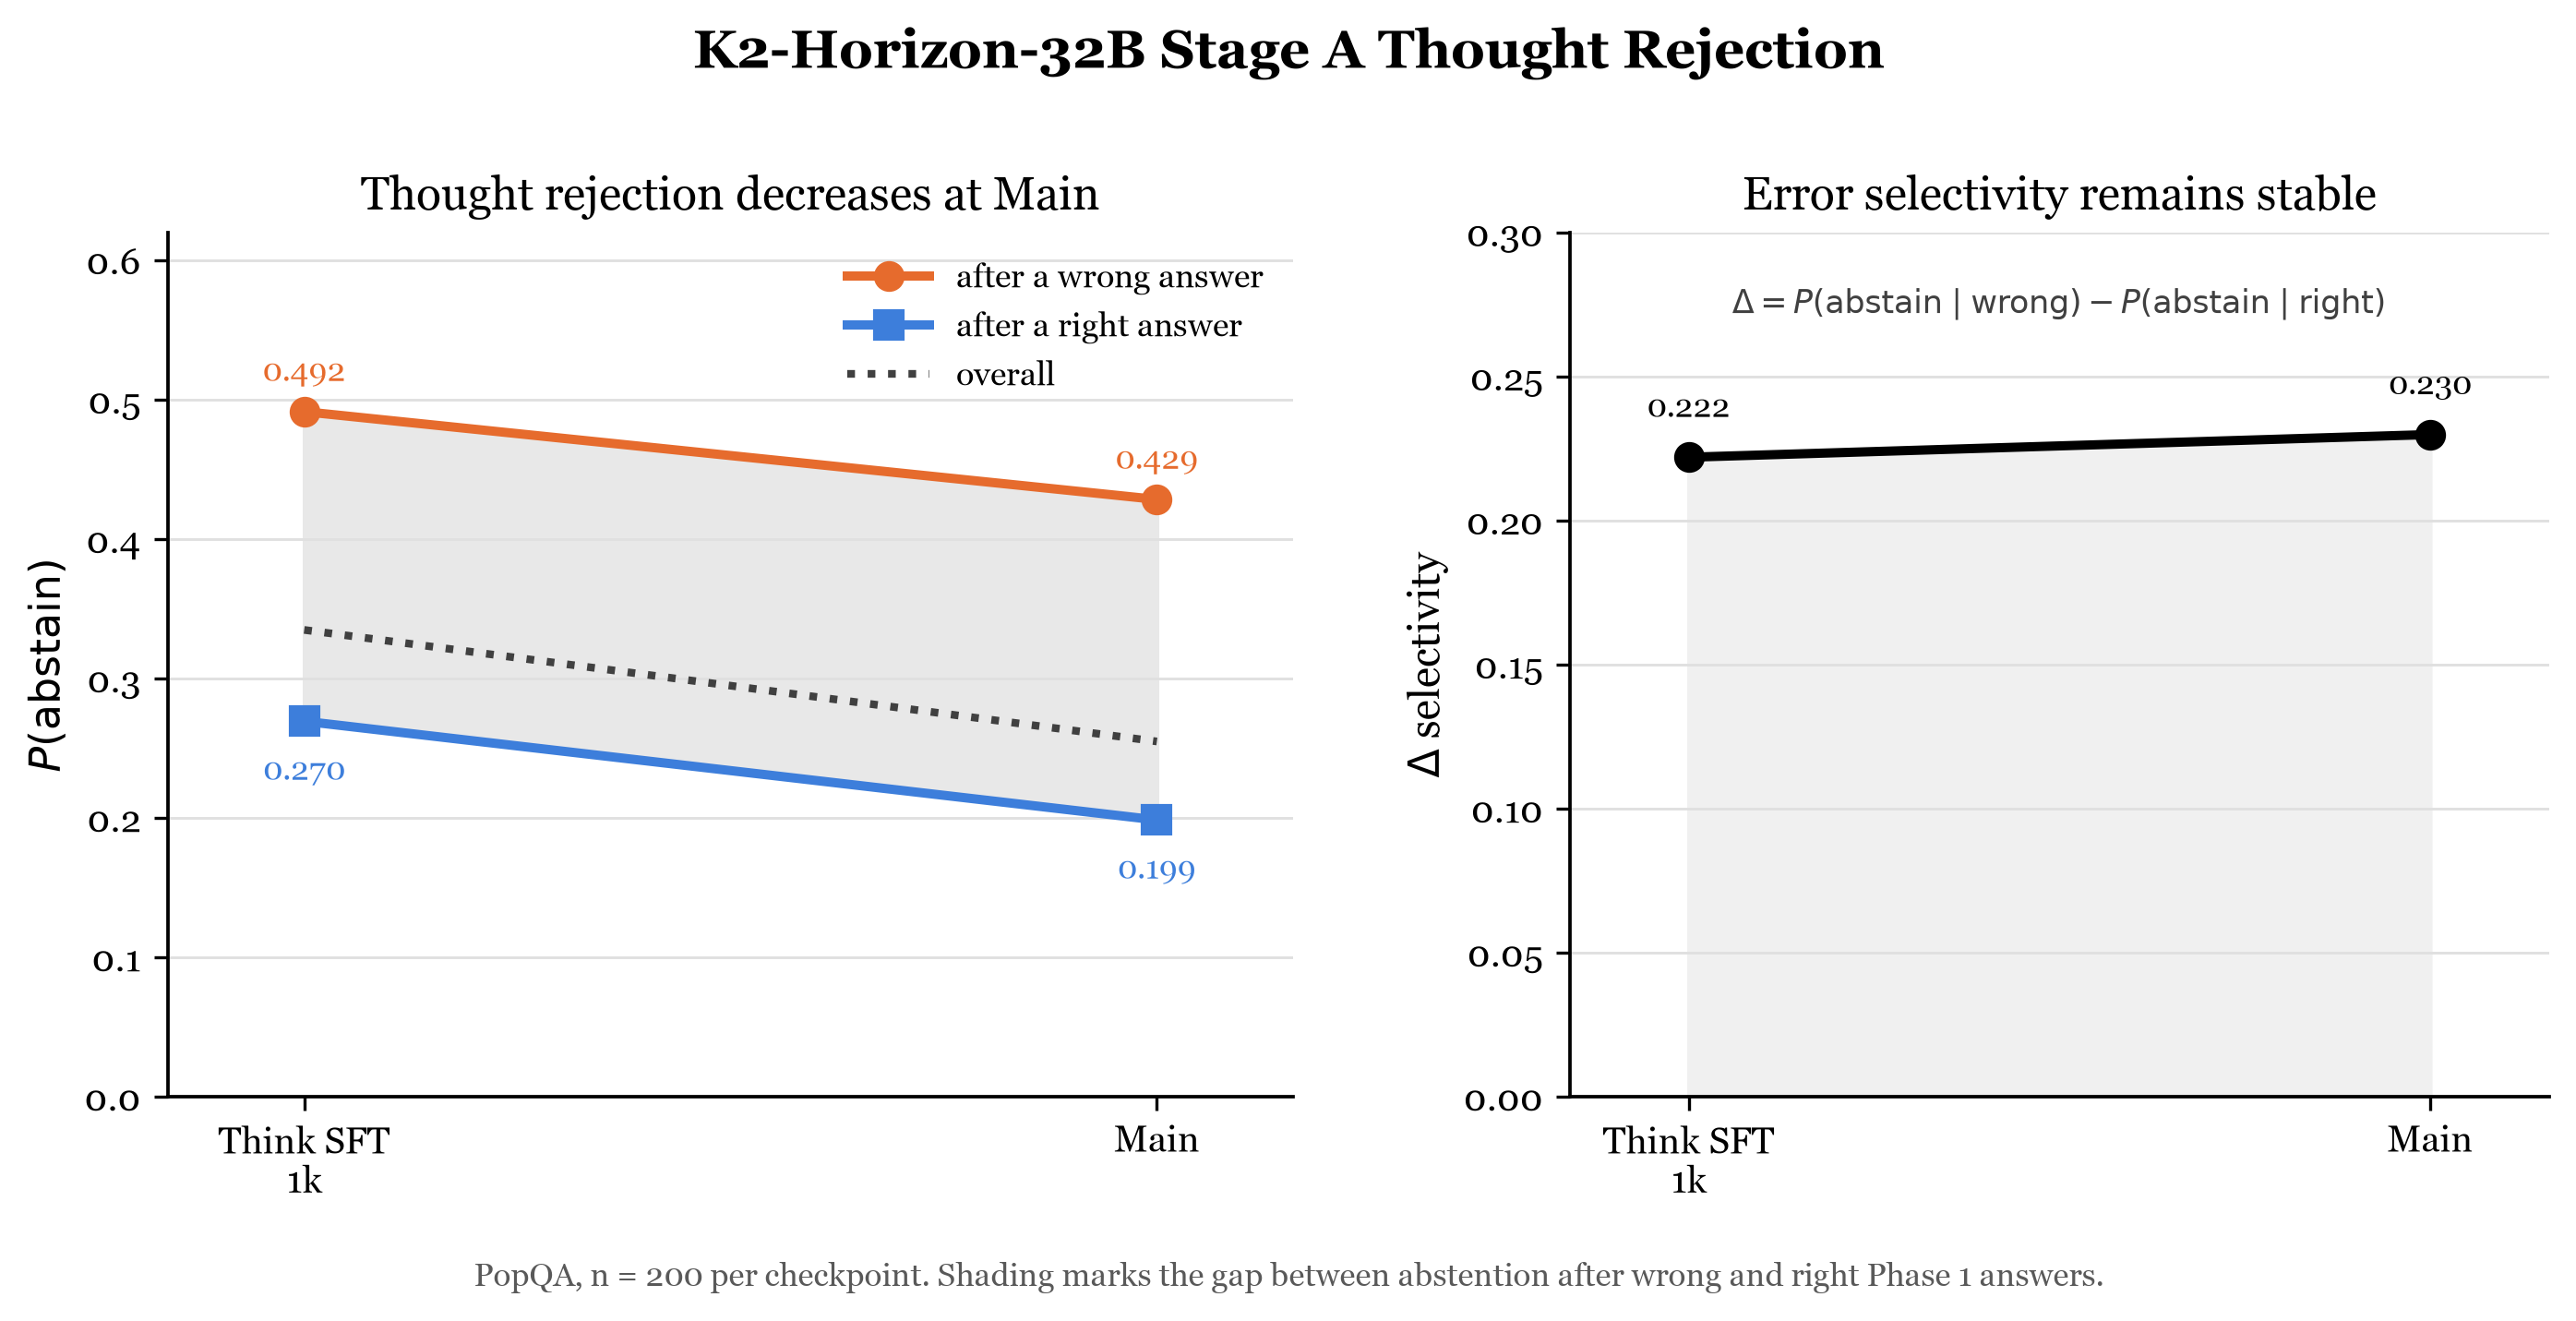 K2-Horizon-32B Stage A Thought Rejection
Thought rejection decreases at Main
P(abstain)
0.6
0.5
0.4
0.3
0.2
0.1
0.0
after a wrong answer
after a right answer
overall
0.492
0.429
0.270
0.199
Think SFT
1k
Main
Error selectivity remains stable
Δ selectivity
0.30
0.25
0.20
0.15
0.10
0.05
0.00
Δ = P(abstain | wrong) − P(abstain | right)
0.222
0.230
Think SFT
1k
Main
PopQA, n = 200 per checkpoint. Shading marks the gap between abstention after wrong and right Phase 1 answers.